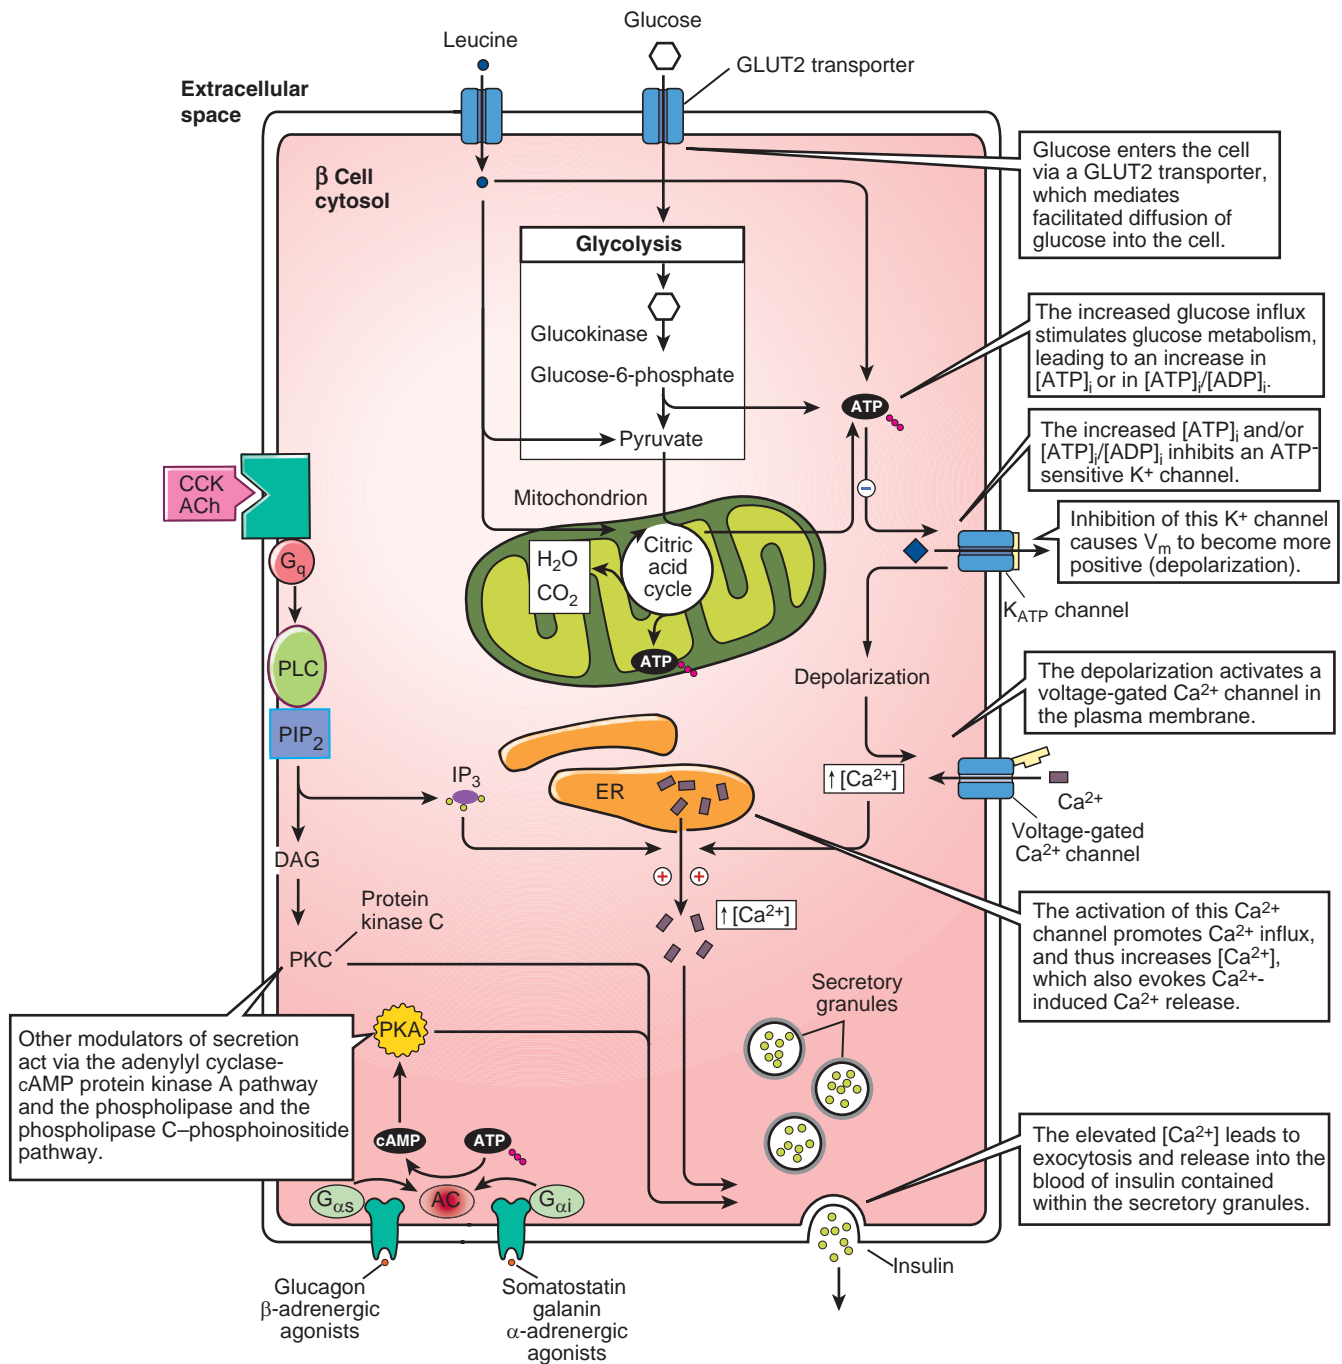 Glucose
Leucine
GLUT2 transporter
Extracellular
space
β Cell
cytosol
Glucose enters the cell
via a GLUT2 transporter,
which mediates
facilitated diffusion of
glucose into the cell.
Glycolysis
Glucokinase
Glucose-6-phosphate
Pyruvate
ATP
The increased glucose influx
stimulates glucose metabolism,
leading to an increase in
[ATP]i or in [ATP]i/[ADP]i.
The increased [ATP]i and/or
[ATP]i/[ADP]i inhibits an ATP-
sensitive K+ channel.
CCK
ACh
Mitochondrion
−
Inhibition of this K+ channel
causes Vm to become more
positive (depolarization).
H2O
CO2
Citric
acid
cycle
Gq
KATP channel
ATP
PLC
Depolarization
The depolarization activates a
voltage-gated Ca2+ channel in
the plasma membrane.
PIP2
IP3
ER
↑ [Ca2+]
Ca2+
Voltage-gated
Ca2+ channel
DAG
+ +
Protein
kinase C
↑ [Ca2+]
The activation of this Ca2+
channel promotes Ca2+ influx,
and thus increases [Ca2+],
which also evokes Ca2+-
induced Ca2+ release.
PKC
Secretory
granules
Other modulators of secretion
act via the adenylyl cyclase-
cAMP protein kinase A pathway
and the phospholipase and the
phospholipase C–phosphoinositide
pathway.
PKA
cAMP
ATP
The elevated [Ca2+] leads to
exocytosis and release into the
blood of insulin contained
within the secretory granules.
Gαs
AC
Gαi
Insulin
Glucagon
β-adrenergic
agonists
Somatostatin
galanin
α-adrenergic
agonists